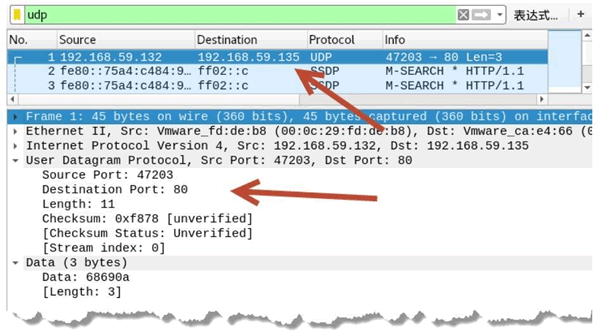 udp
表达式…
+
No. Source Destination Protocol Info
1 192.168.59.132 192.168.59.135 UDP 47203 → 80 Len=3
2 fe80::75a4:c484:9… ff02::c SSDP M-SEARCH * HTTP/1.1
3 fe80::75a4:c484:9… ff02::c SSDP M-SEARCH * HTTP/1.1
Frame 1: 45 bytes on wire (360 bits), 45 bytes captured (360 bits) on interfac
Ethernet II, Src: Vmware_fd:de:b8 (00:0c:29:fd:de:b8), Dst: Vmware_ca:e4:66 (0
Internet Protocol Version 4, Src: 192.168.59.132, Dst: 192.168.59.135
User Datagram Protocol, Src Port: 47203, Dst Port: 80
Source Port: 47203
Destination Port: 80
Length: 11
Checksum: 0xf878 [unverified]
[Checksum Status: Unverified]
[Stream index: 0]
Data (3 bytes)
Data: 68690a
[Length: 3]